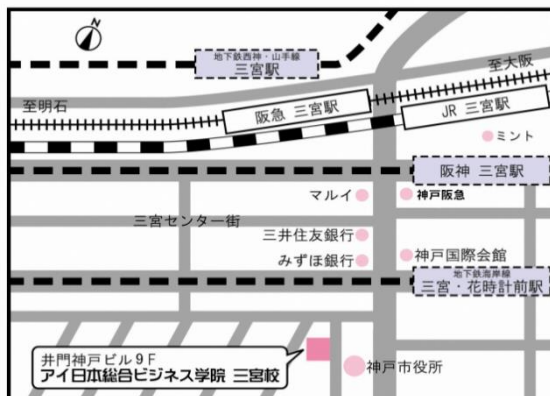 N
地下鉄西神・山手線
三宮駅
至大阪
至明石
阪急 三宮駅
JR 三宮駅
ミント
阪神 三宮駅
マルイ
神戸阪急
三宮センター街
三井住友銀行
みずほ銀行
神戸国際会館
地下鉄海岸線
三宮・花時計前駅
井門神戸ビル9F
アイ日本総合ビジネス学院 三宮校
神戸市役所